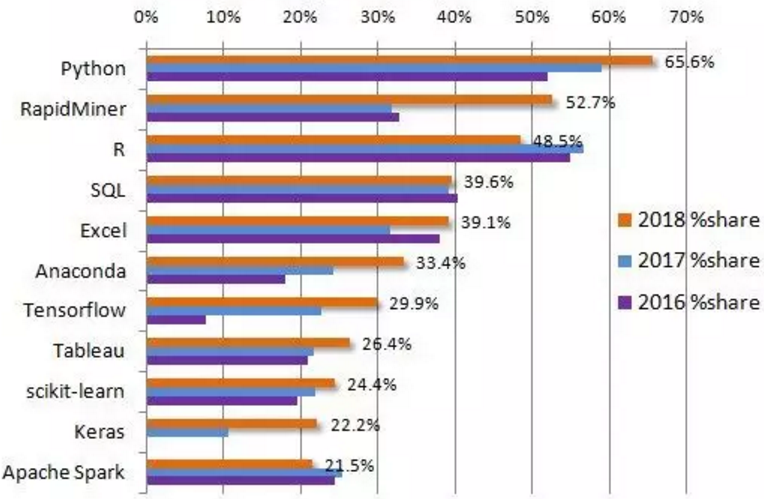 0% 10% 20% 30% 40% 50% 60% 70%
Python 65.6%
RapidMiner 52.7%
R 48.5%
SQL 39.6%
Excel 39.1%
2018 %share
Anaconda 33.4%
2017 %share
Tensorflow 29.9%
2016 %share
Tableau 26.4%
scikit-learn 24.4%
Keras 22.2%
Apache Spark 21.5%